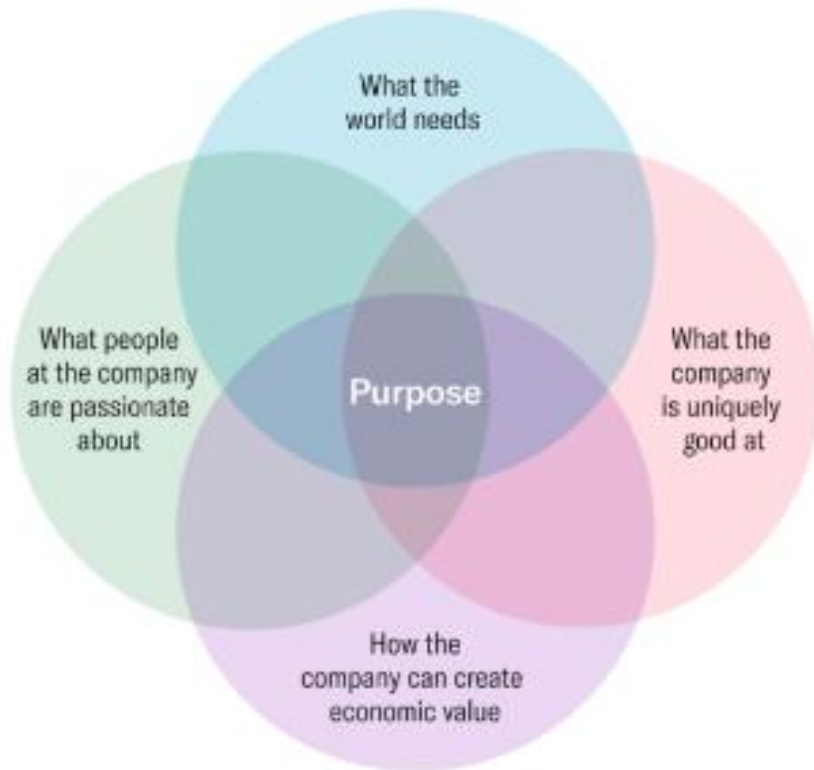 What the
world needs
What people
at the company
are passionate
about
Purpose
What the
company
is uniquely
good at
How the
company can create
economic value